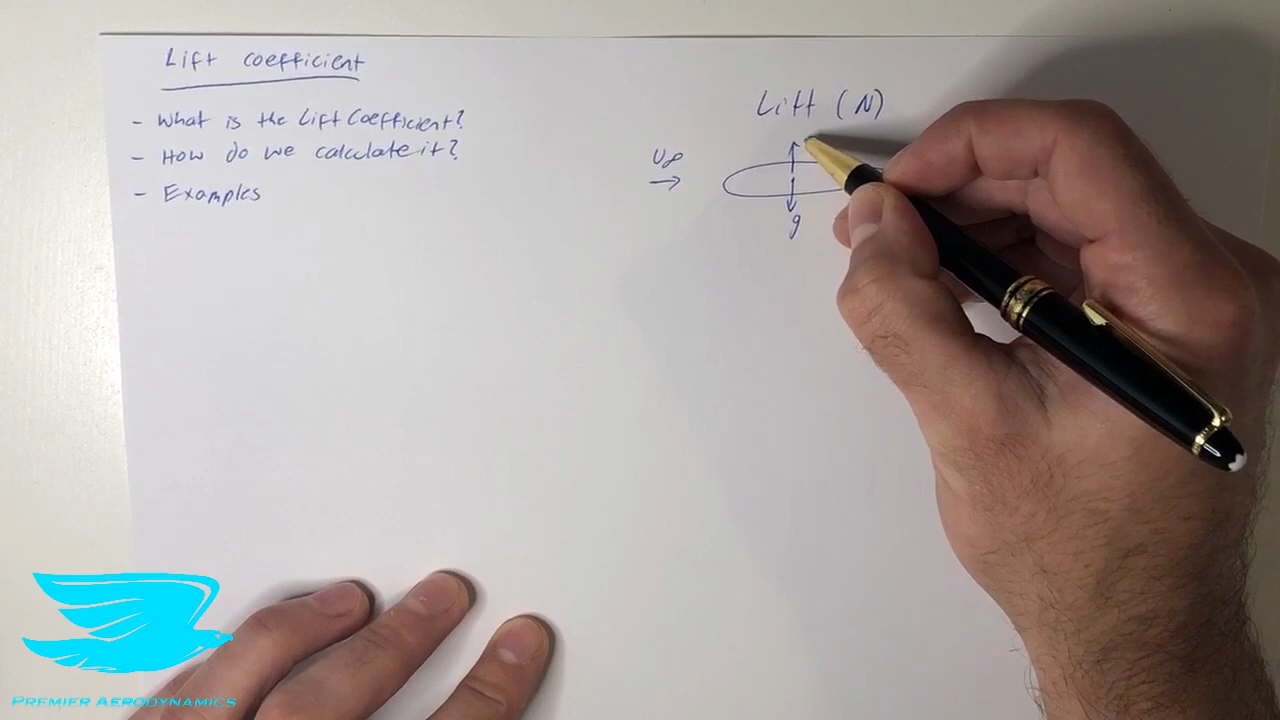 Lift coefficient
- What is the Lift Coefficient?
- How do we calculate it?
- Examples
Lift (N)
U∞
→
g
PREMIER AERODYNAMICS